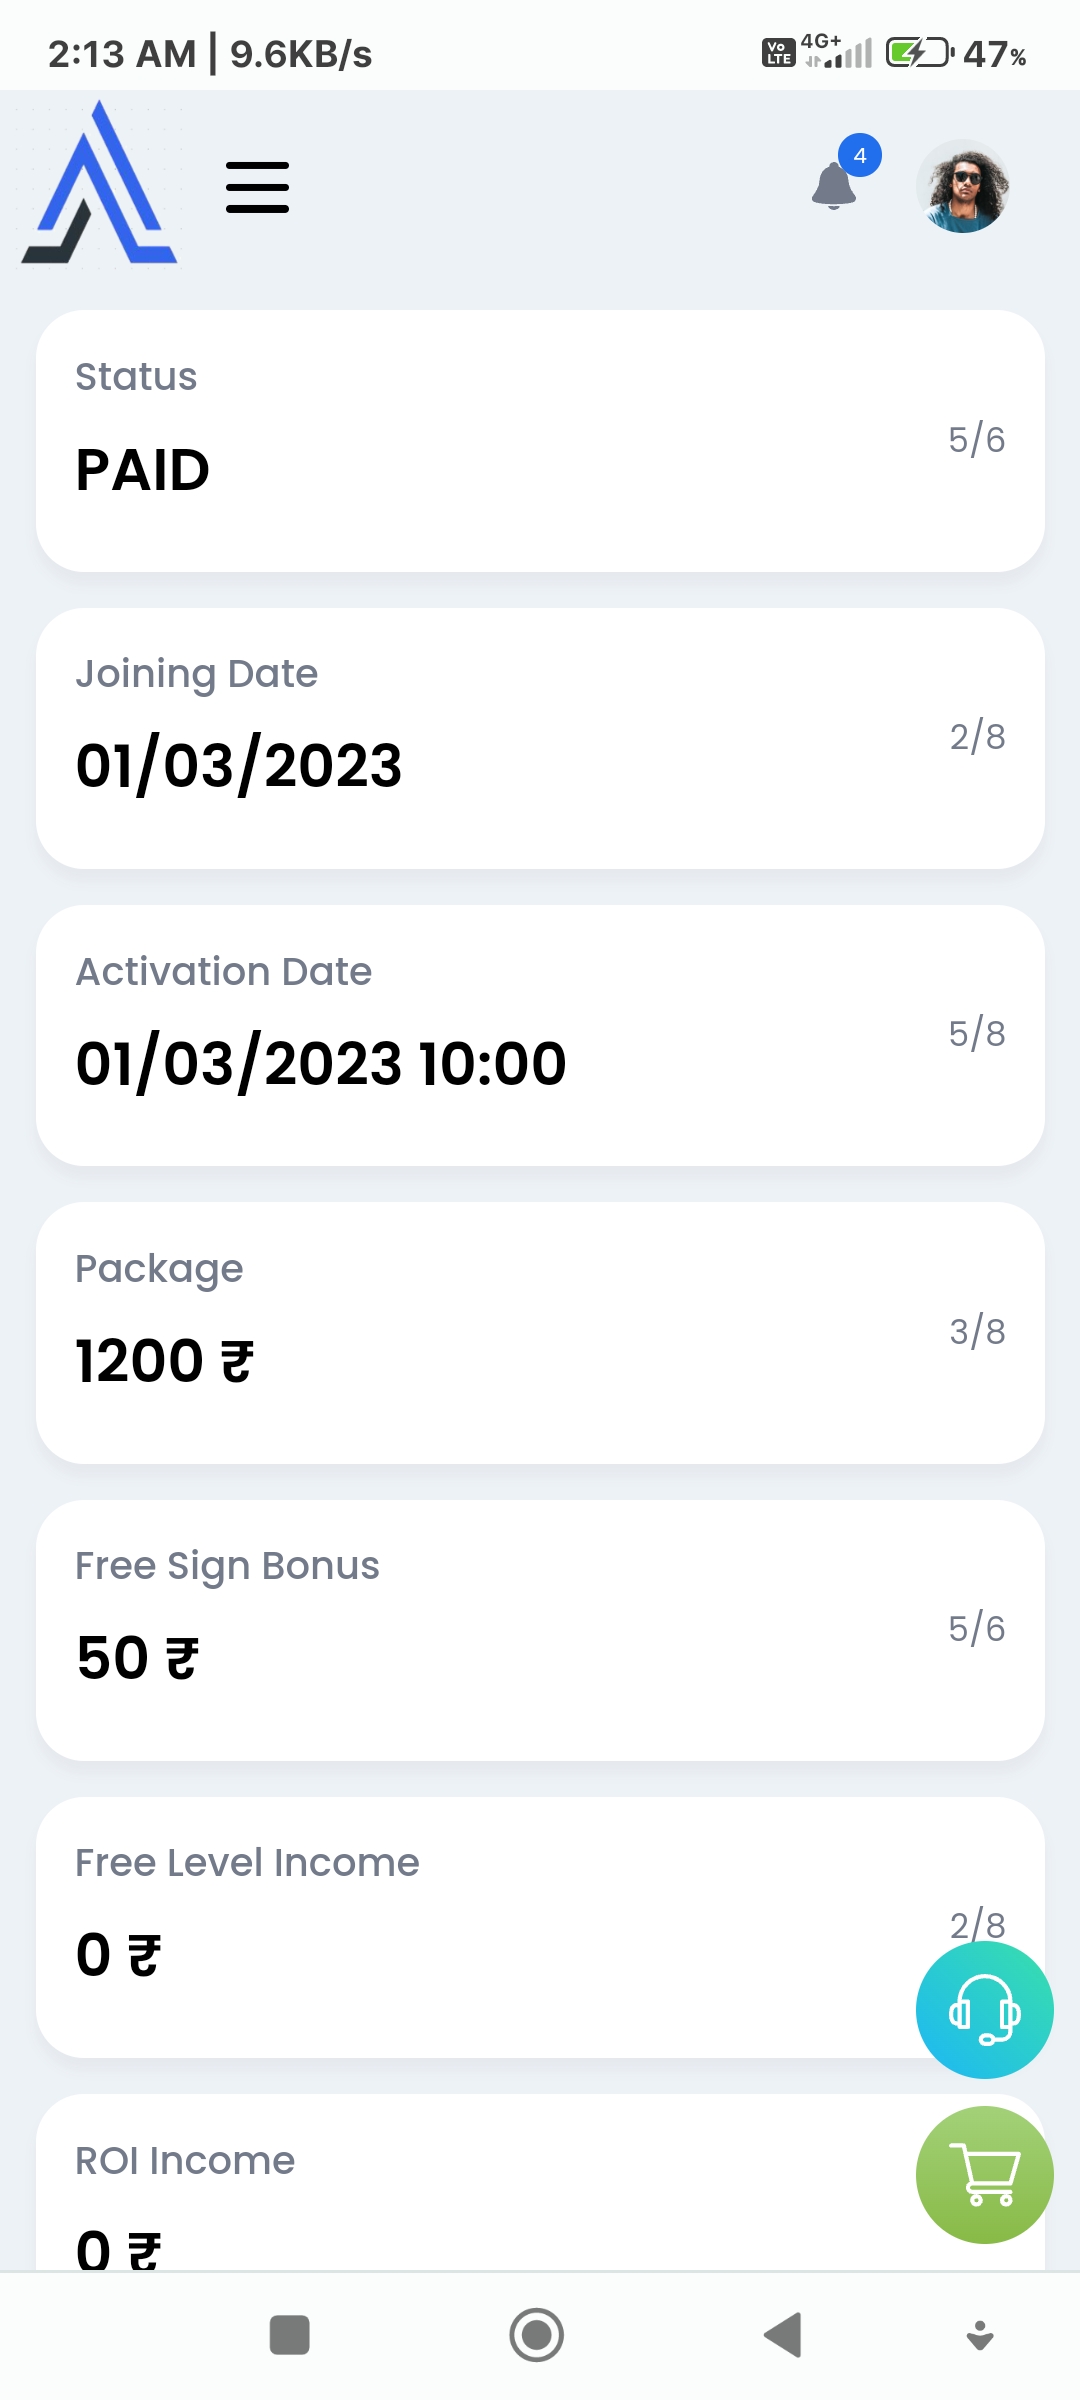 2:13 AM | 9.6KB/s
Vo LTE 4G+ 47%
4
Status
PAID
5/6
Joining Date
01/03/2023
2/8
Activation Date
01/03/2023 10:00
5/8
Package
1200 ₹
3/8
Free Sign Bonus
50 ₹
5/6
Free Level Income
0 ₹
2/8
ROI Income
0 ₹